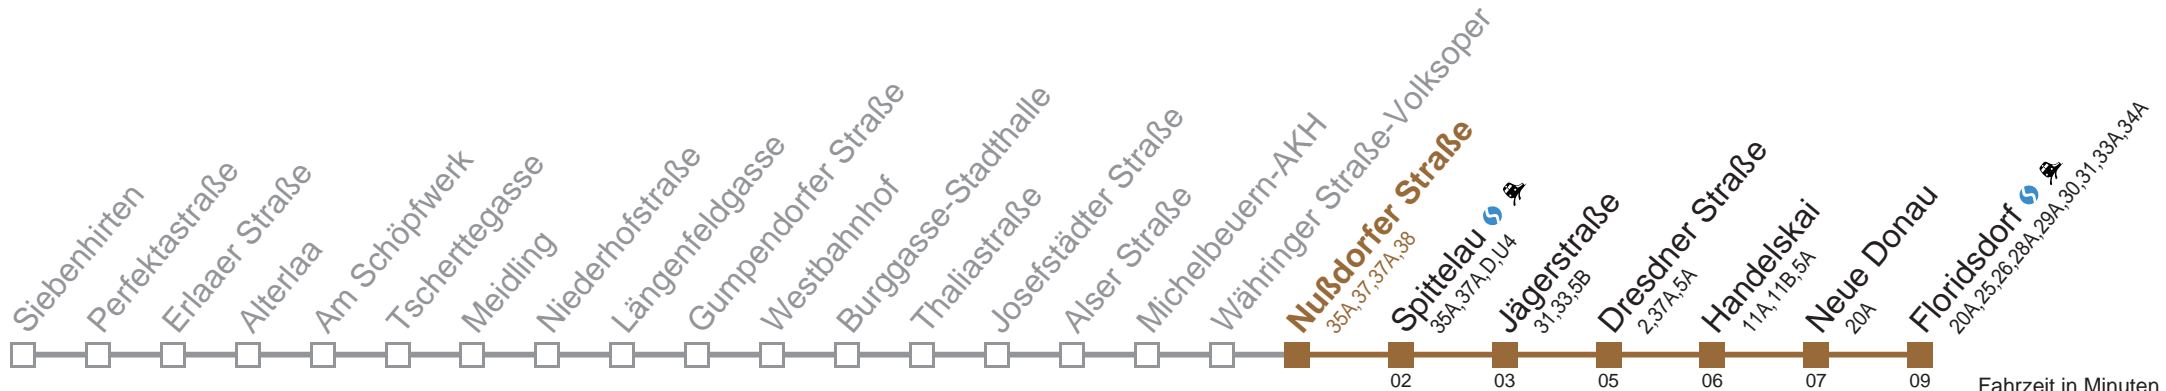 Siebenhirten
Perfektastraße
Erlaaer Straße
Alterlaa
Am Schöpfwerk
Tscherttegasse
Meidling
Niederhofstraße
Längenfeldgasse
Gumpendorfer Straße
Westbahnhof
Burggasse-Stadthalle
Thaliastraße
Josefstädter Straße
Alser Straße
Michelbeuern-AKH
Währinger Straße-Volksoper
Nußdorfer Straße
35A,37,37A,38
Spittelau
35A,37A,D,U4
Jägerstraße
31,33,5B
Dresdner Straße
2,37A,5A
Handelskai
11A,11B,5A
Neue Donau
20A
Floridsdorf
20A,25,26,28A,29A,30,31,33A,34A
02 03 05 06 07 09
Fahrzeit in Minuten